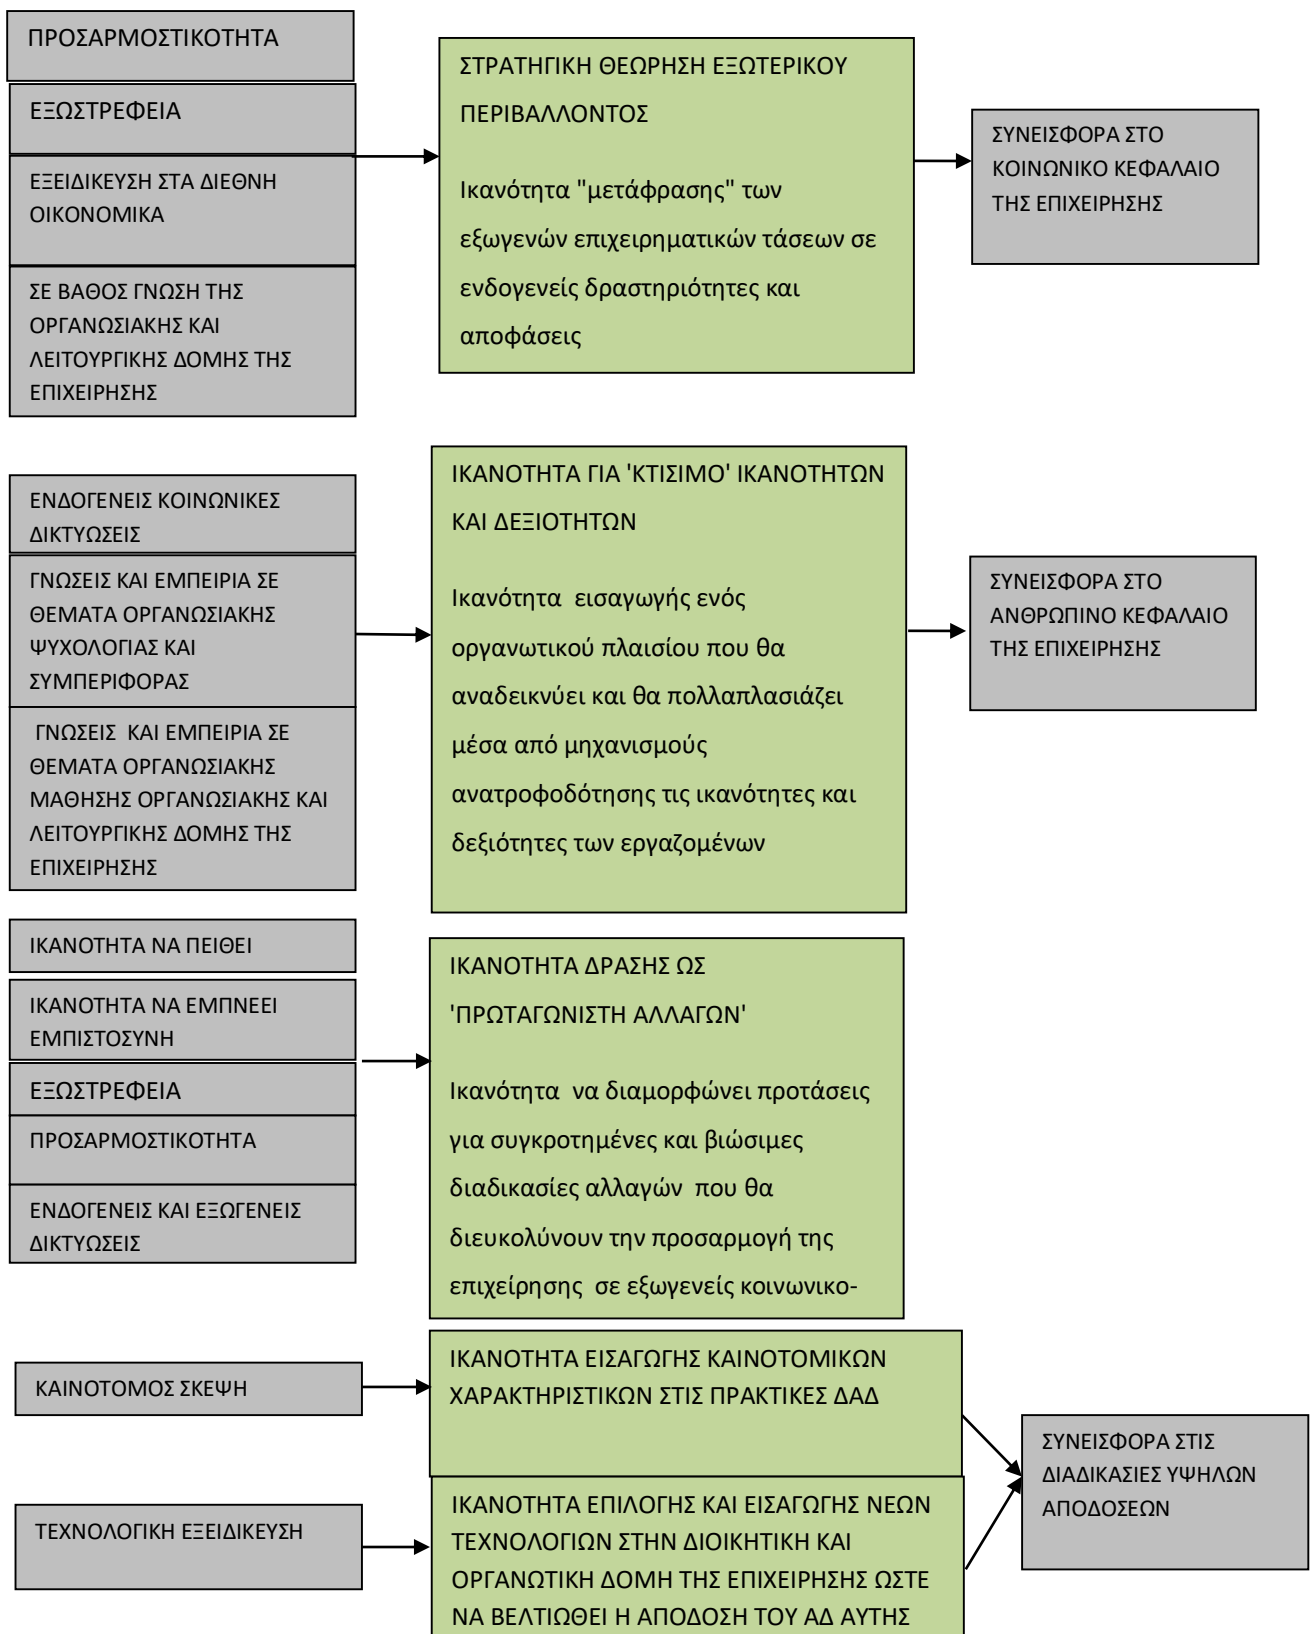 ΠΡΟΣΑΡΜΟΣΤΙΚΟΤΗΤΑ
ΕΞΩΣΤΡΕΦΕΙΑ
ΕΞΕΙΔΙΚΕΥΣΗ ΣΤΑ ΔΙΕΘΝΗ
ΟΙΚΟΝΟΜΙΚΑ
ΣΕ ΒΑΘΟΣ ΓΝΩΣΗ ΤΗΣ
ΟΡΓΑΝΩΣΙΑΚΗΣ ΚΑΙ
ΛΕΙΤΟΥΡΓΙΚΗΣ ΔΟΜΗΣ ΤΗΣ
ΕΠΙΧΕΙΡΗΣΗΣ
ΣΤΡΑΤΗΓΙΚΗ ΘΕΩΡΗΣΗ ΕΞΩΤΕΡΙΚΟΥ
ΠΕΡΙΒΑΛΛΟΝΤΟΣ
Ικανότητα "μετάφρασης" των
εξωγενών επιχειρηματικών τάσεων σε
ενδογενείς δραστηριότητες και
αποφάσεις
ΣΥΝΕΙΣΦΟΡΑ ΣΤΟ
ΚΟΙΝΩΝΙΚΟ ΚΕΦΑΛΑΙΟ
ΤΗΣ ΕΠΙΧΕΙΡΗΣΗΣ
ΕΝΔΟΓΕΝΕΙΣ ΚΟΙΝΩΝΙΚΕΣ
ΔΙΚΤΥΩΣΕΙΣ
ΓΝΩΣΕΙΣ ΚΑΙ ΕΜΠΕΙΡΙΑ ΣΕ
ΘΕΜΑΤΑ ΟΡΓΑΝΩΣΙΑΚΗΣ
ΨΥΧΟΛΟΓΙΑΣ ΚΑΙ
ΣΥΜΠΕΡΙΦΟΡΑΣ
ΓΝΩΣΕΙΣ ΚΑΙ ΕΜΠΕΙΡΙΑ ΣΕ
ΘΕΜΑΤΑ ΟΡΓΑΝΩΣΙΑΚΗΣ
ΜΑΘΗΣΗΣ ΟΡΓΑΝΩΣΙΑΚΗΣ ΚΑΙ
ΛΕΙΤΟΥΡΓΙΚΗΣ ΔΟΜΗΣ ΤΗΣ
ΕΠΙΧΕΙΡΗΣΗΣ
ΙΚΑΝΟΤΗΤΑ ΓΙΑ 'ΚΤΙΣΙΜΟ' ΙΚΑΝΟΤΗΤΩΝ
ΚΑΙ ΔΕΞΙΟΤΗΤΩΝ
Ικανότητα εισαγωγής ενός
οργανωτικού πλαισίου που θα
αναδεικνύει και θα πολλαπλασιάζει
μέσα από μηχανισμούς
ανατροφοδότησης τις ικανότητες και
δεξιότητες των εργαζομένων
ΣΥΝΕΙΣΦΟΡΑ ΣΤΟ
ΑΝΘΡΩΠΙΝΟ ΚΕΦΑΛΑΙΟ
ΤΗΣ ΕΠΙΧΕΙΡΗΣΗΣ
ΙΚΑΝΟΤΗΤΑ ΝΑ ΠΕΙΘΕΙ
ΙΚΑΝΟΤΗΤΑ ΝΑ ΕΜΠΝΕΕΙ
ΕΜΠΙΣΤΟΣΥΝΗ
ΕΞΩΣΤΡΕΦΕΙΑ
ΠΡΟΣΑΡΜΟΣΤΙΚΟΤΗΤΑ
ΕΝΔΟΓΕΝΕΙΣ ΚΑΙ ΕΞΩΓΕΝΕΙΣ
ΔΙΚΤΥΩΣΕΙΣ
ΙΚΑΝΟΤΗΤΑ ΔΡΑΣΗΣ ΩΣ
'ΠΡΩΤΑΓΩΝΙΣΤΗ ΑΛΛΑΓΩΝ'
Ικανότητα να διαμορφώνει προτάσεις
για συγκροτημένες και βιώσιμες
διαδικασίες αλλαγών που θα
διευκολύνουν την προσαρμογή της
επιχείρησης σε εξωγενείς κοινωνικο-
ΚΑΙΝΟΤΟΜΟΣ ΣΚΕΨΗ
ΙΚΑΝΟΤΗΤΑ ΕΙΣΑΓΩΓΗΣ ΚΑΙΝΟΤΟΜΙΚΩΝ
ΧΑΡΑΚΤΗΡΙΣΤΙΚΩΝ ΣΤΙΣ ΠΡΑΚΤΙΚΕΣ ΔΑΔ
ΤΕΧΝΟΛΟΓΙΚΗ ΕΞΕΙΔΙΚΕΥΣΗ
ΙΚΑΝΟΤΗΤΑ ΕΠΙΛΟΓΗΣ ΚΑΙ ΕΙΣΑΓΩΓΗΣ ΝΕΩΝ
ΤΕΧΝΟΛΟΓΙΩΝ ΣΤΗΝ ΔΙΟΙΚΗΤΙΚΗ ΚΑΙ
ΟΡΓΑΝΩΤΙΚΗ ΔΟΜΗ ΤΗΣ ΕΠΙΧΕΙΡΗΣΗΣ ΩΣΤΕ
ΝΑ ΒΕΛΤΙΩΘΕΙ Η ΑΠΟΔΟΣΗ ΤΟΥ ΑΔ ΑΥΤΗΣ
ΣΥΝΕΙΣΦΟΡΑ ΣΤΙΣ
ΔΙΑΔΙΚΑΣΙΕΣ ΥΨΗΛΩΝ
ΑΠΟΔΟΣΕΩΝ